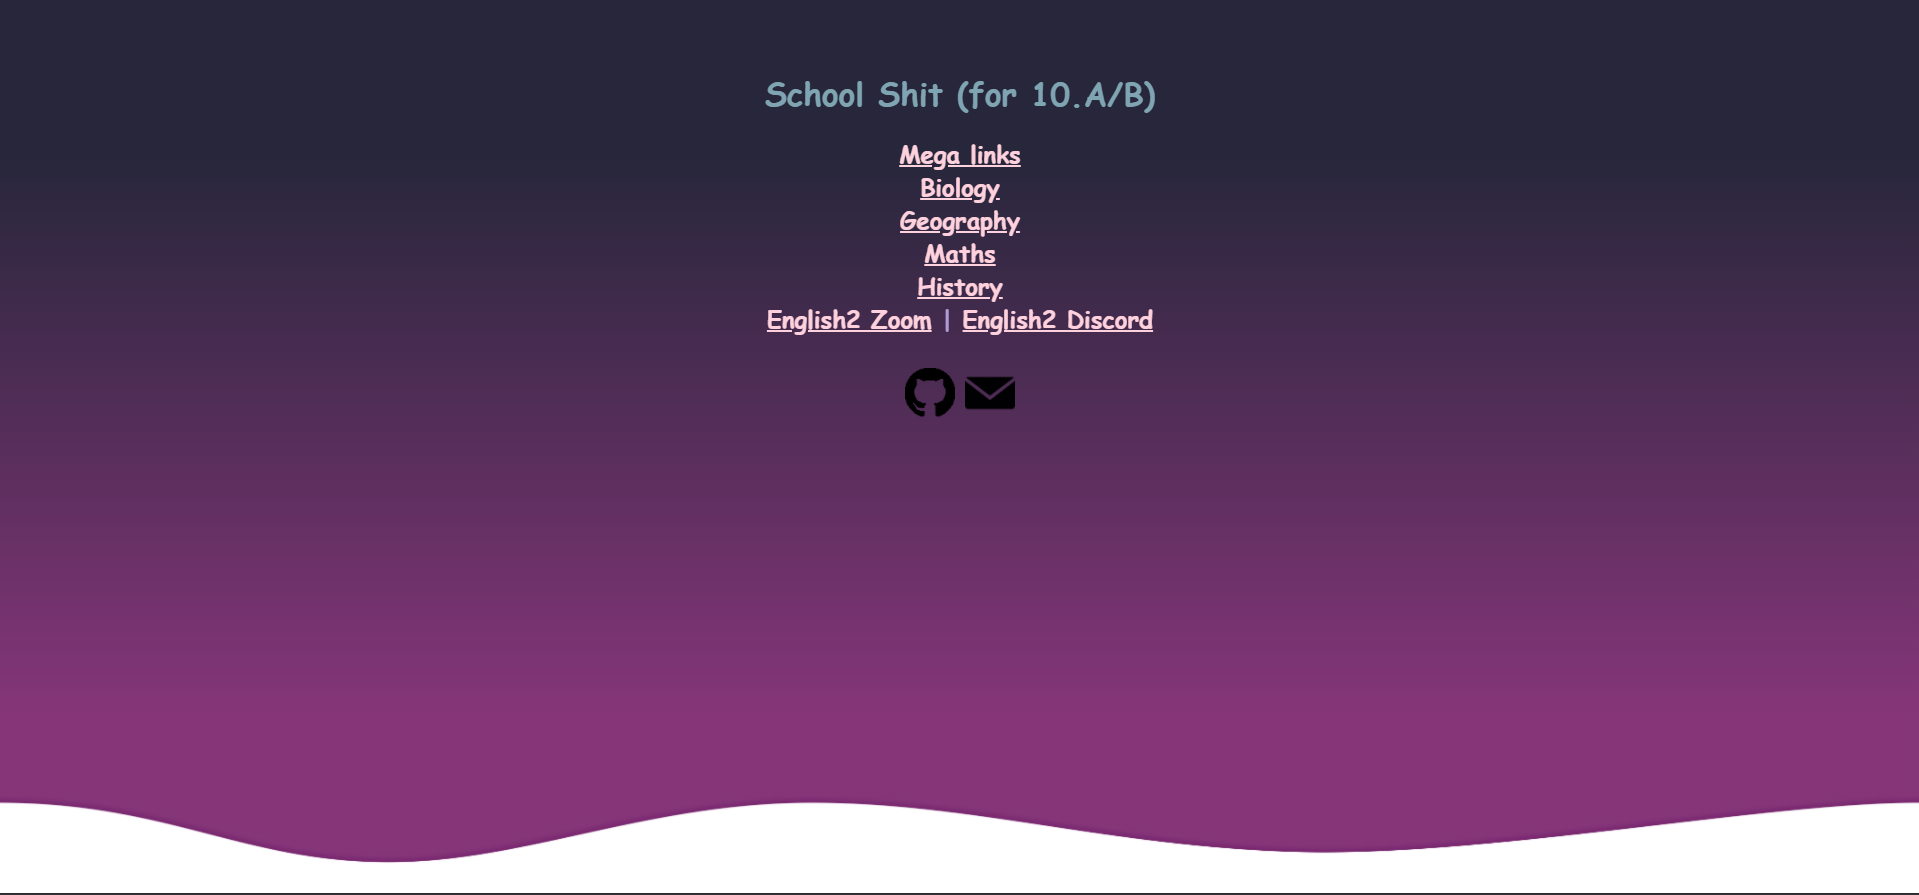 School Shit (for 10.A/B)
Mega links
Biology
Geography
Maths
History
English2 Zoom | English2 Discord